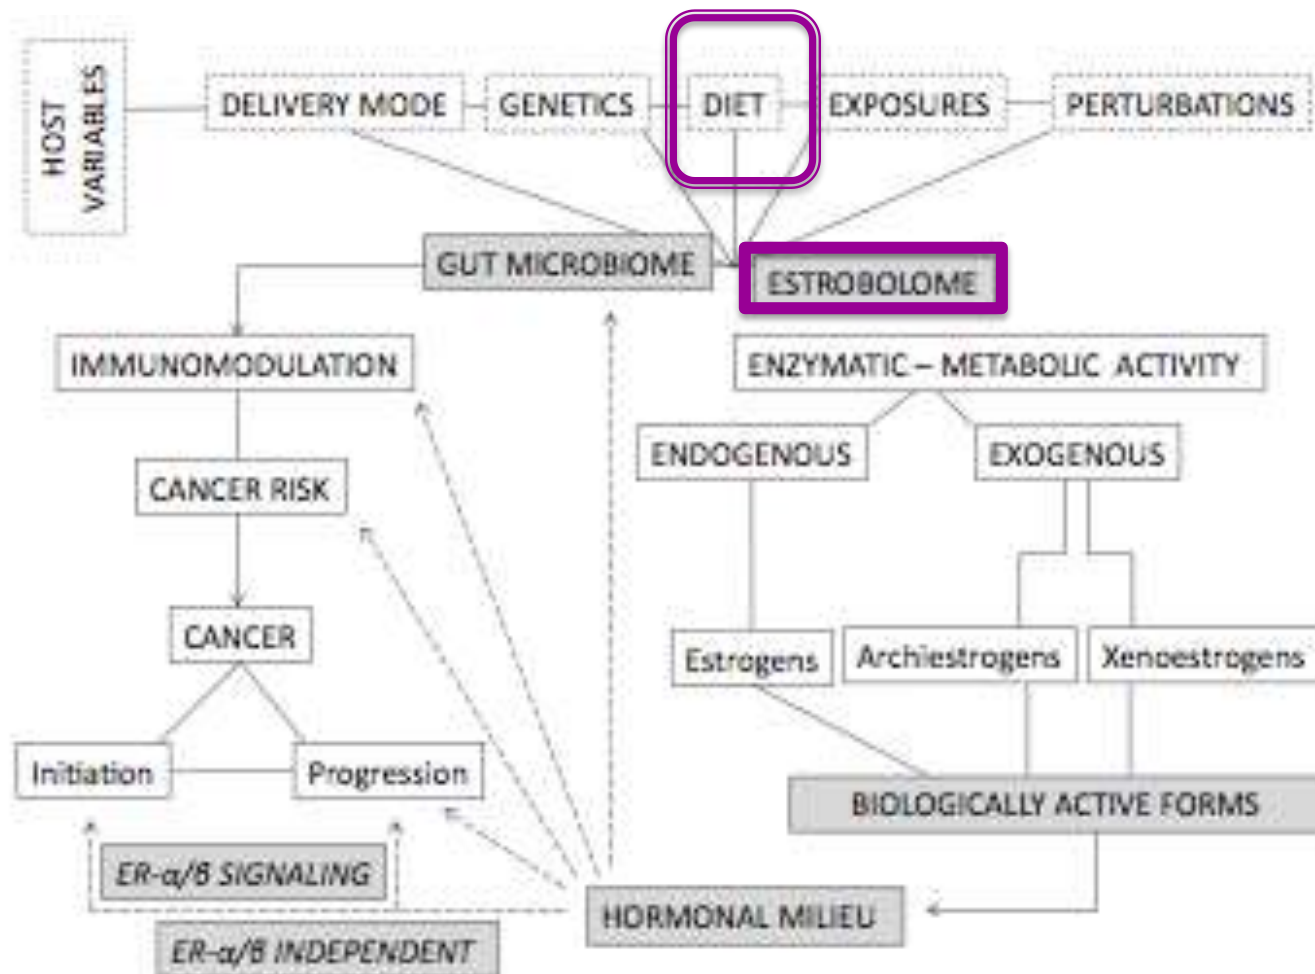 HOST
VARIABLES
DELIVERY MODE
GENETICS
DIET
EXPOSURES
PERTURBATIONS
GUT MICROBIOME
ESTROBOLOME
IMMUNOMODULATION
ENZYMATIC – METABOLIC ACTIVITY
ENDOGENOUS
EXOGENOUS
CANCER RISK
CANCER
Estrogens
Archiestrogens
Xenoestrogens
Initiation
Progression
BIOLOGICALLY ACTIVE FORMS
ER-α/β SIGNALING
HORMONAL MILIEU
ER-α/β INDEPENDENT